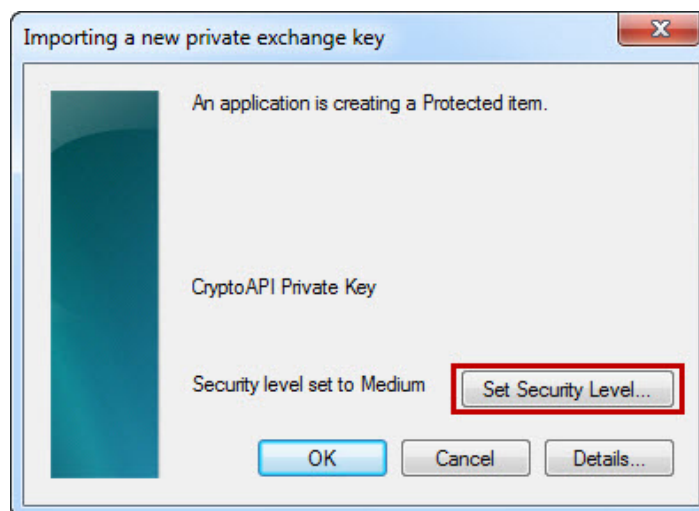 Importing a new private exchange key
An application is creating a Protected item.
CryptoAPI Private Key
Security level set to Medium
Set Security Level...
OK
Cancel
Details...